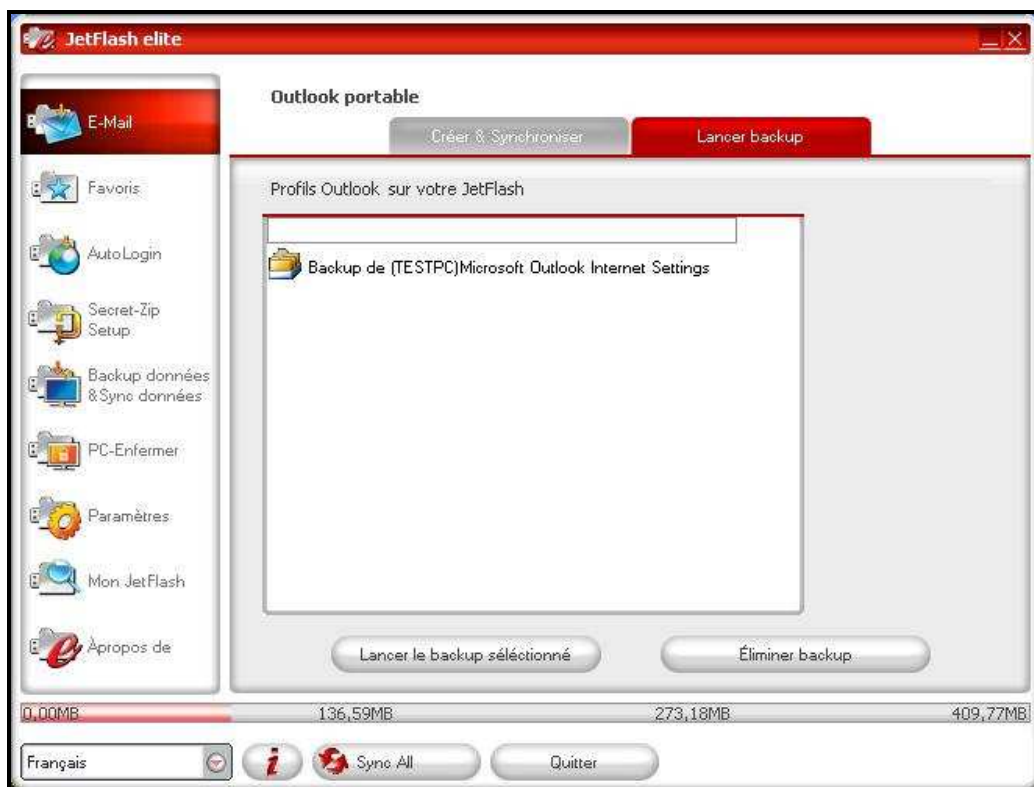 JetFlash elite
E-Mail
Favoris
AutoLogin
Secret-Zip
Setup
Backup données
&Sync données
PC-Enfermer
Paramètres
Mon JetFlash
Àpropos de
Outlook portable
Créer & Synchroniser
Lancer backup
Profils Outlook sur votre JetFlash
Backup de (TESTPC)Microsoft Outlook Internet Settings
Lancer le backup séléctionné
Éliminer backup
0,00MB
136,59MB
273,18MB
409,77MB
Français
i
Sync All
Quitter